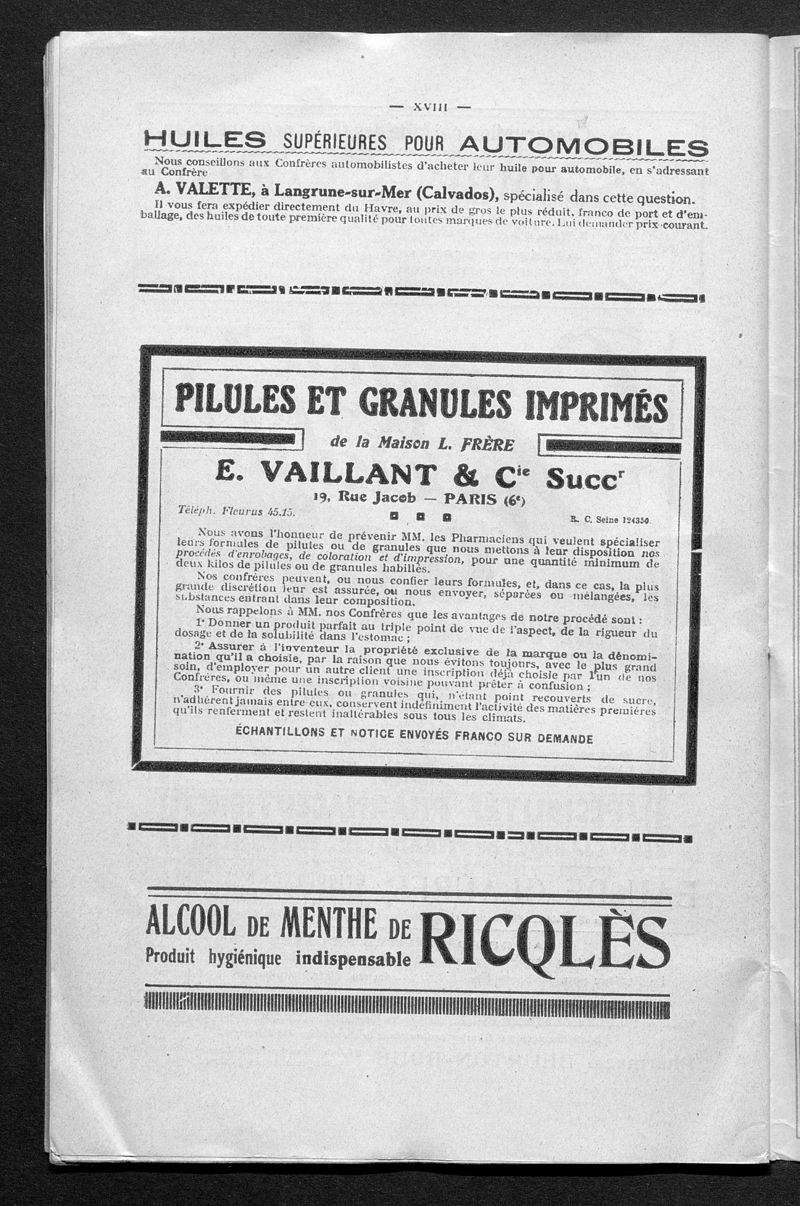 — XVIII —
HUILES SUPÉRIEURES POUR AUTOMOBILES
Nous conseillons aux Confrères automobilistes d'acheter leur huile pour automobile, en s'adressant
au Confrère
A. VALETTE, à Langrune-sur-Mer (Calvados), spécialisé dans cette question.
Il vous fera expédier directement du Havre, au prix de gros le plus réduit, franco de port et d'em-
ballage, des huiles de toute première qualité pour toutes marques de voiture. Lui demander prix-courant.
PILULES ET GRANULES IMPRIMÉS
de la Maison L. FRÈRE
E. VAILLANT & Cie Succr
19, Rue Jacob — PARIS (6e)
Téléph. Fleurus 45.15.
R. C. Seine 124350
Nous avons l'honneur de prévenir MM. les Pharmaciens qui veulent spécialiser
leurs formules de pilules ou de granules que nous mettons à leur disposition nos
procédés d'enrobages, de coloration et d'impression, pour une quantité minimum de
deux kilos de pilules ou de granules habillés.
Nos confrères peuvent, ou nous confier leurs formules, et, dans ce cas, la plus
grande discrétion leur est assurée, ou nous envoyer, séparées ou mélangées, les
substances entrant dans leur composition.
Nous rappelons à MM. nos Confrères que les avantages de notre procédé sont :
1° Donner un produit parfait au triple point de vue de l'aspect, de la rigueur du
dosage et de la solubilité dans l'estomac ;
2° Assurer à l'inventeur la propriété exclusive de la marque ou la dénomi-
nation qu'il a choisie, par la raison que nous évitons toujours, avec le plus grand
soin, d'employer pour un autre client une inscription déjà choisie par l'un de nos
Confrères, ou même une inscription voisine pouvant prêter à confusion ;
3° Fournir des pilules ou granules qui, n'étant point recouverts de sucre,
n'adhèrent jamais entre eux, conservent indéfiniment l'activité des matières premières
qu'ils renferment et restent inaltérables sous tous les climats.
ÉCHANTILLONS ET NOTICE ENVOYÉS FRANCO SUR DEMANDE
ALCOOL DE MENTHE DE RICQLÈS
Produit hygiénique indispensable